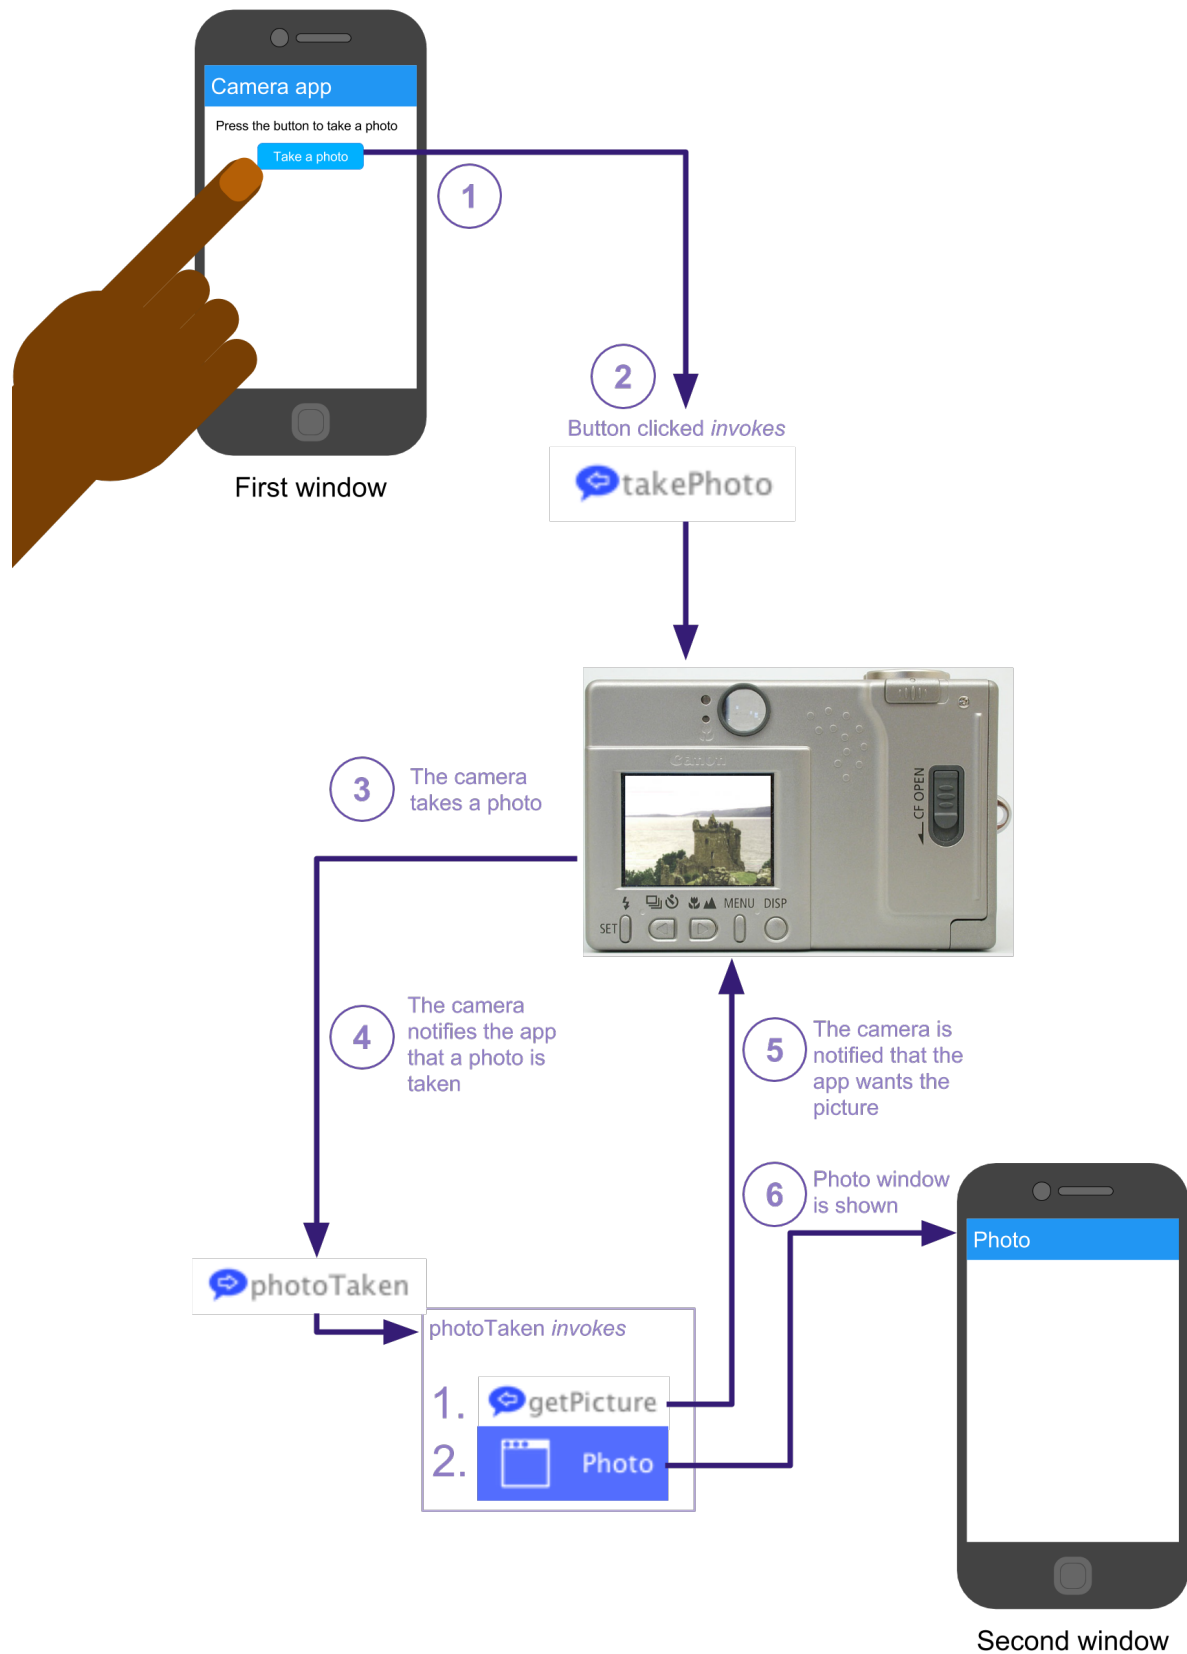 Camera app
Press the button to take a photo
Take a photo
1
First window
2
Button clicked invokes
takePhoto
Canon
CF OPEN
MENU DISP
SET
3
The camera
takes a photo
4
The camera
notifies the app
that a photo is
taken
5
The camera is
notified that the
app wants the
picture
6
Photo window
is shown
Photo
photoTaken
photoTaken invokes
1. getPicture
2. Photo
Second window